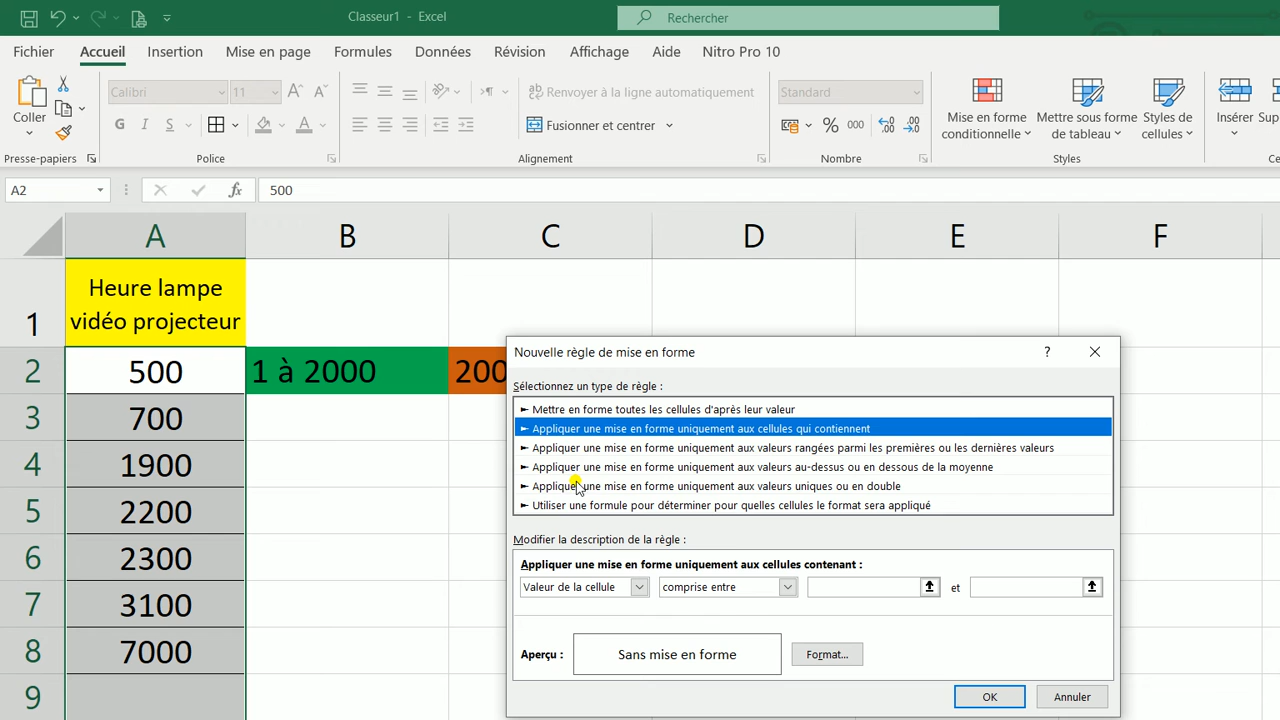 Classeur1 - Excel
Rechercher
Fichier
Accueil
Insertion
Mise en page
Formules
Données
Révision
Affichage
Aide
Nitro Pro 10
Coller
Presse-papiers
Calibri
11
G
I
S
Police
Renvoyer à la ligne automatiquement
Fusionner et centrer
Alignement
Standard
%
000
Nombre
Mise en forme
conditionnelle
Mettre sous forme
de tableau
Styles de
cellules
Styles
Insérer
A2
fx
500
A
B
C
D
E
F
1
Heure lampe
vidéo projecteur
2
500
1 à 2000
200
3
700
4
1900
5
2200
6
2300
7
3100
8
7000
9
Nouvelle règle de mise en forme
?
Sélectionnez un type de règle :
► Mettre en forme toutes les cellules d'après leur valeur
► Appliquer une mise en forme uniquement aux cellules qui contiennent
► Appliquer une mise en forme uniquement aux valeurs rangées parmi les premières ou les dernières valeurs
► Appliquer une mise en forme uniquement aux valeurs au-dessus ou en dessous de la moyenne
► Appliquer une mise en forme uniquement aux valeurs uniques ou en double
► Utiliser une formule pour déterminer pour quelles cellules le format sera appliqué
Modifier la description de la règle :
Appliquer une mise en forme uniquement aux cellules contenant :
Valeur de la cellule
comprise entre
et
Aperçu :
Sans mise en forme
Format...
OK
Annuler